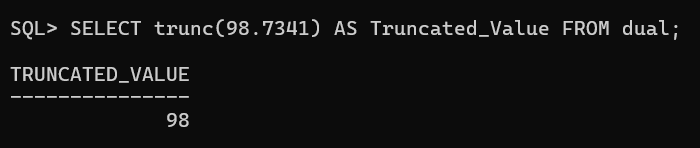 SQL> SELECT trunc(98.7341) AS Truncated_Value FROM dual;
TRUNCATED_VALUE
---------------
98